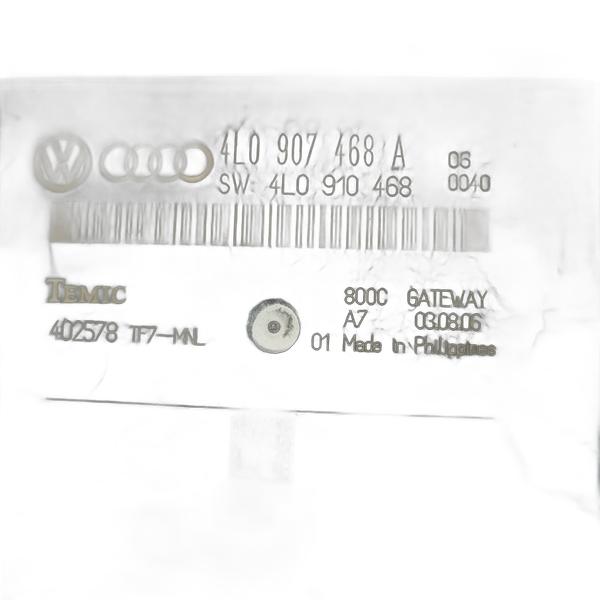 4L0 907 468 A 06
SW: 4L0 910 468 0040
TEMIC 800C GATEWAY
A7 03.08.06
402578 TF7-MNL
01 Made in Philippines